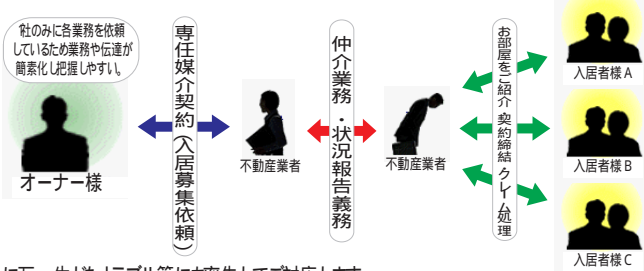 1社のみに各業務を依頼
しているため業務や伝達が
簡素化し把握しやすい。
オーナー様
専任媒介契約(入居募集依頼)
不動産業者
仲介業務・状況報告義務
不動産業者
お部屋をご紹介 契約締結 クレーム処理
入居者様A
入居者様B
入居者様C